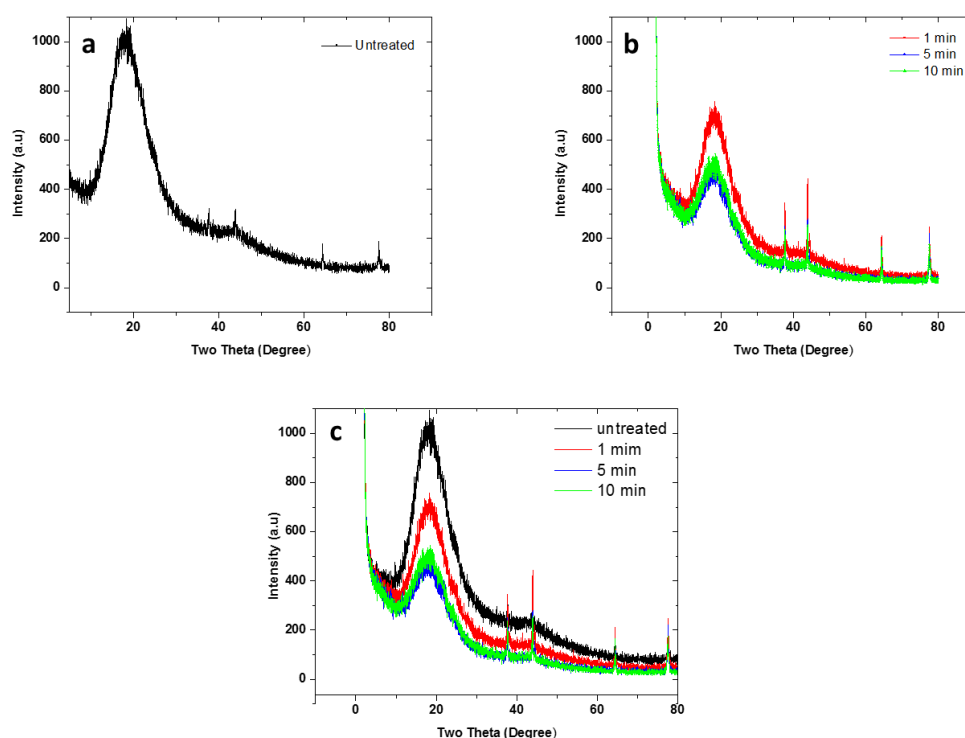 a
Untreated
1000
800
600
400
200
0
Intensity (a.u)
20
40
60
80
Two Theta (Degree)
b
1 min
5 min
10 min
1000
800
600
400
200
0
Intensity (a.u)
0
20
40
60
80
Two Theta (Degree)
c
untreated
1 mim
5 min
10 min
1000
800
600
400
200
0
Intensity (a.u)
0
20
40
60
80
Two Theta (Degree)